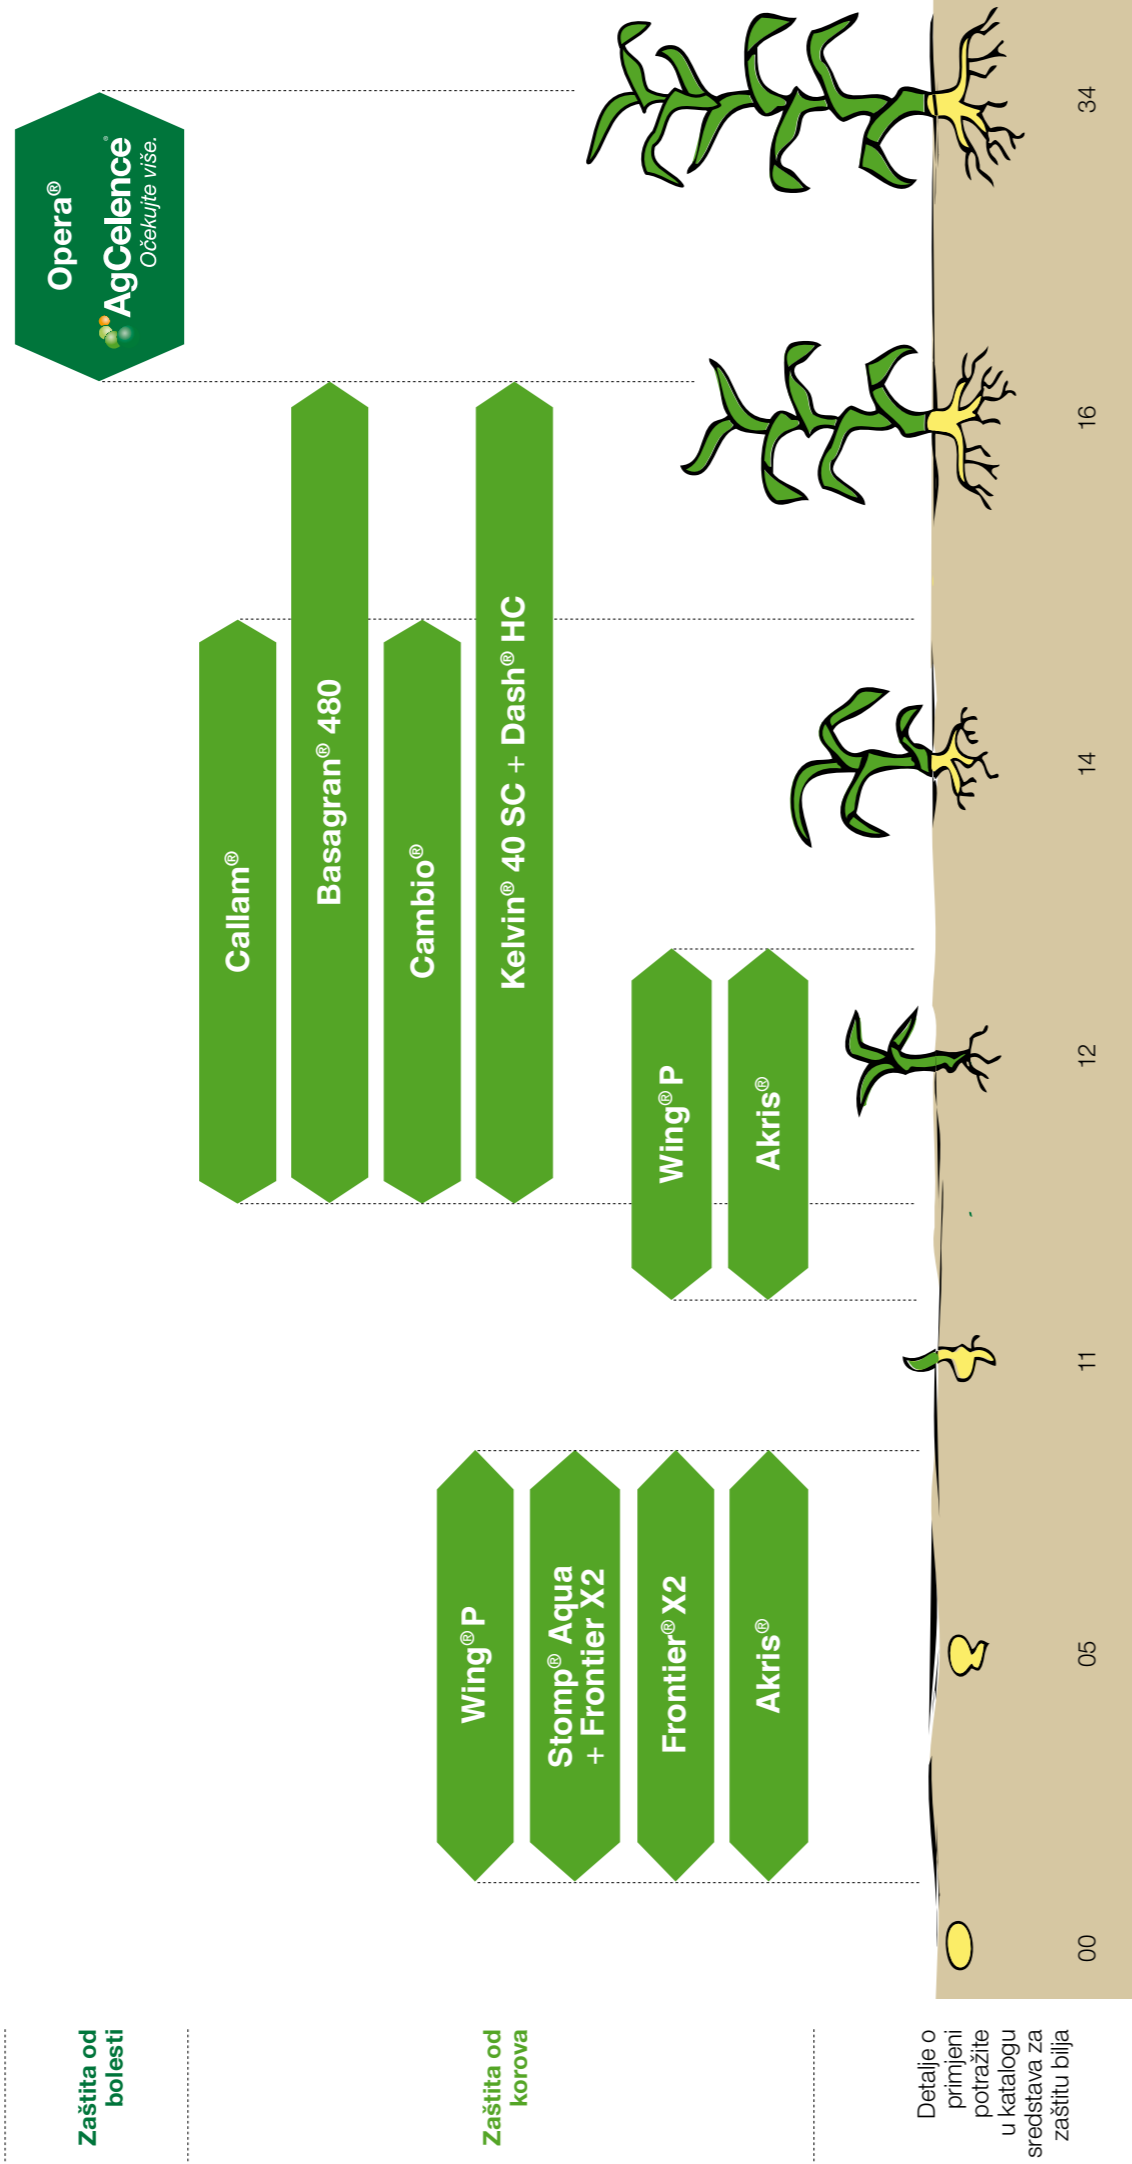 Zaštita od
bolesti
Opera®
AgCelence®
Očekujte više.
Zaštita od
korova
Callam®
Basagran® 480
Cambio®
Kelvin® 40 SC + Dash® HC
Wing® P
Stomp® Aqua
+ Frontier X2
Frontier® X2
Akris®
Wing® P
Akris®
Detalje o
primjeni
potražite
u katalogu
sredstava za
zaštitu bilja
00
05
11
12
14
16
34